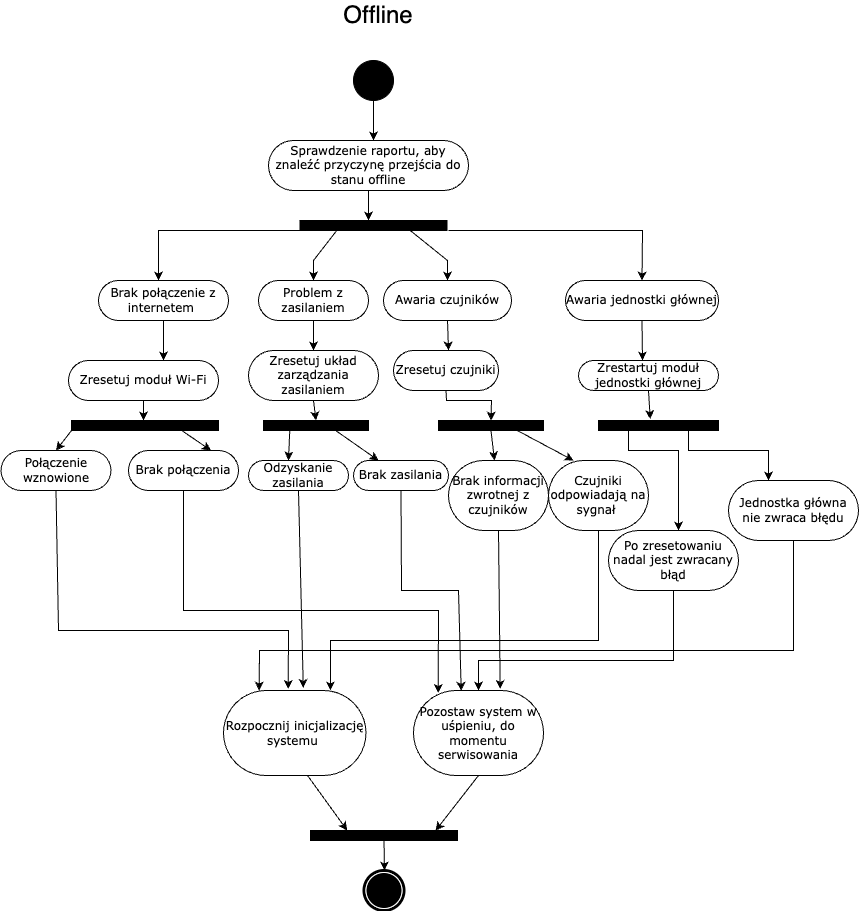 Offline
Sprawdzenie raportu, aby
znaleźć przyczynę przejścia do
stanu offline
Brak połączenie z
internetem
Problem z
zasilaniem
Awaria czujników
Awaria jednostki głównej
Zresetuj moduł Wi-Fi
Zresetuj układ
zarządzania
zasilaniem
Zresetuj czujniki
Zrestartuj moduł
jednostki głównej
Połączenie
wznowione
Brak połączenia
Odzyskanie
zasilania
Brak zasilania
Brak informacji
zwrotnej z
czujników
Czujniki
odpowiadają na
sygnał
Po zresetowaniu
nadal jest zwracany
błąd
Jednostka główna
nie zwraca błędu
Rozpocznij inicjalizację
systemu
Pozostaw system w
uśpieniu, do
momentu
serwisowania